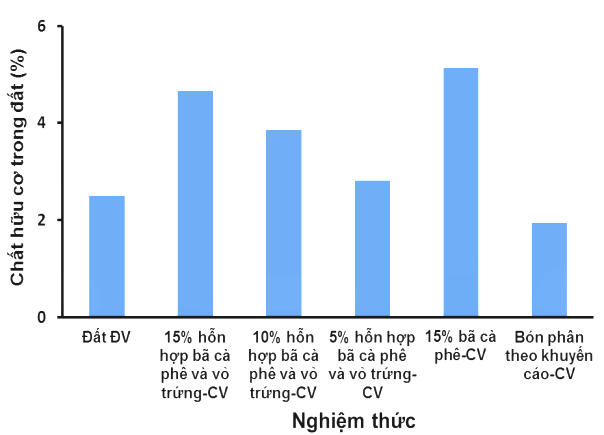 Chất hữu cơ trong đất (%)
6
4
2
0
Đất ĐV
15% hỗn
hợp bã cà
phê và vỏ
trứng-CV
10% hỗn
hợp bã cà
phê và vỏ
trứng-CV
5% hỗn hợp
bã cà phê
và vỏ trứng-
CV
15% bã cà
phê-CV
Bón phân
theo khuyến
cáo-CV
Nghiệm thức